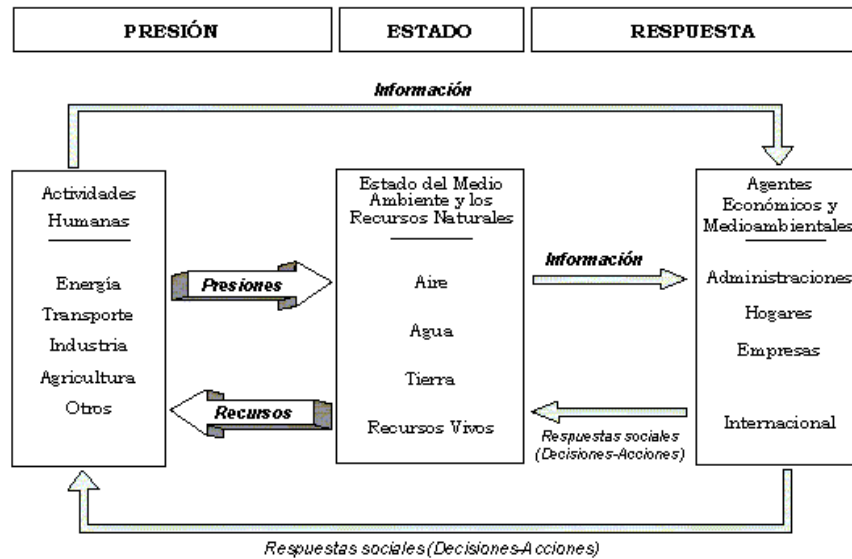 PRESIÓN
ESTADO
RESPUESTA
Información
Actividades
Humanas
Energía
Transporte
Industria
Agricultura
Otros
Presiones
Recursos
Estado del Medio
Ambiente y los
Recursos Naturales
Aire
Agua
Tierra
Recursos Vivos
Información
Respuestas sociales
(Decisiones-Acciones)
Agentes
Económicos y
Medioambientales
Administraciones
Hogares
Empresas
Internacional
Respuestas sociales (Decisiones-Acciones)